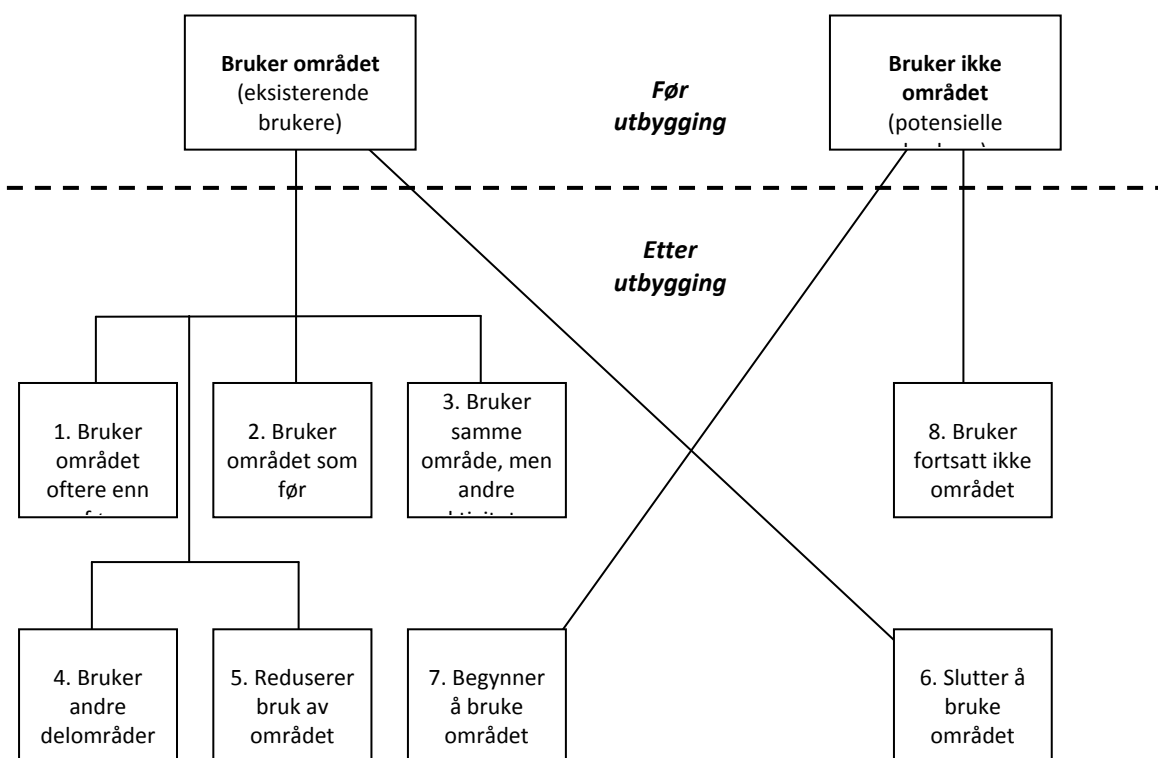 Bruker området
(eksisterende
brukere)
Før
utbygging
Bruker ikke
området
(potensielle
Etter
utbygging
1. Bruker
området
oftere enn
2. Bruker
området som
før
3. Bruker
samme
område, men
andre
8. Bruker
fortsatt ikke
området
4. Bruker
andre
delområder
5. Reduserer
bruk av
området
7. Begynner
å bruke
området
6. Slutter å
bruke
området